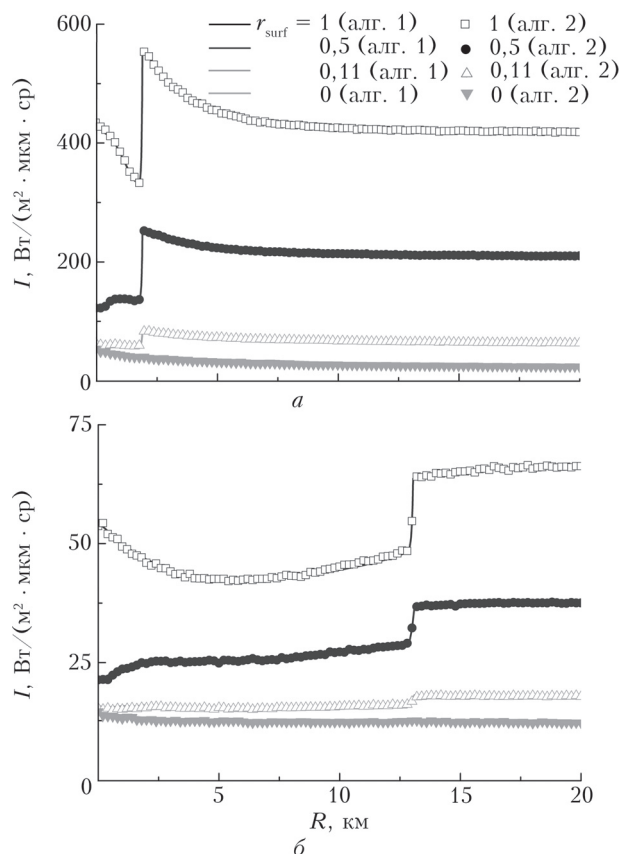 600
r surf = 1 (алг. 1) 1 (алг. 2)
0,5 (алг. 1) 0,5 (алг. 2)
0,11 (алг. 1) 0,11 (алг. 2)
0 (алг. 1) 0 (алг. 2)
400
200
0
I, Вт/(м² · мкм · ср)
а
75
50
25
0
I, Вт/(м² · мкм · ср)
5 10 15 20
R, км
б